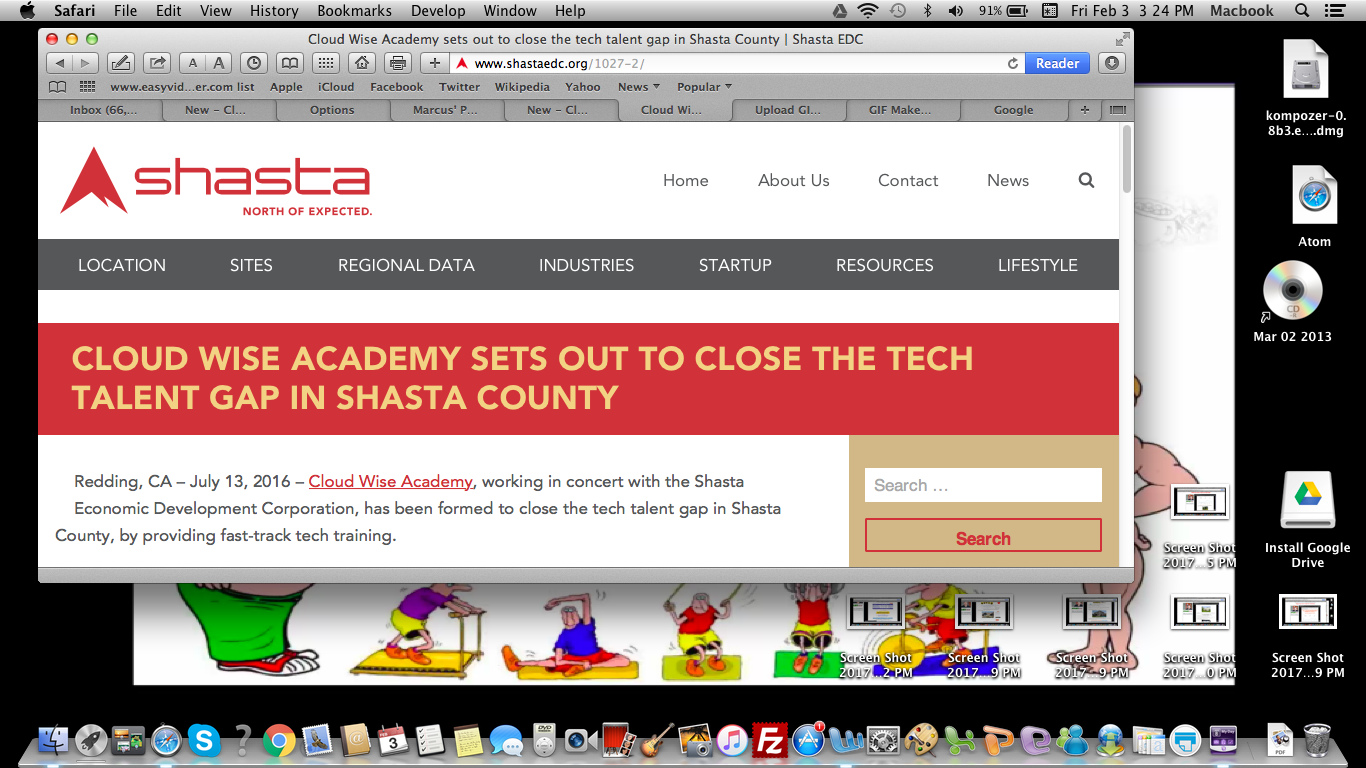 Safari File Edit View History Bookmarks Develop Window Help 91% Fri Feb 3 3 24 PM Macbook
Cloud Wise Academy sets out to close the tech talent gap in Shasta County | Shasta EDC
A A www.shastaedc.org/1027-2/ Reader
www.easyvid...er.com list Apple iCloud Facebook Twitter Wikipedia Yahoo News Popular
Inbox (66,... New – Cl... Options Marcus' P... New – Cl... Cloud Wi... Upload GI... GIF Make... Google
shasta
NORTH OF EXPECTED.
Home About Us Contact News
LOCATION SITES REGIONAL DATA INDUSTRIES STARTUP RESOURCES LIFESTYLE
CLOUD WISE ACADEMY SETS OUT TO CLOSE THE TECH
TALENT GAP IN SHASTA COUNTY
Redding, CA – July 13, 2016 – Cloud Wise Academy, working in concert with the Shasta
Economic Development Corporation, has been formed to close the tech talent gap in Shasta
County, by providing fast-track tech training.
Search ...
Search
kompozer-0.
8b3.e....dmg
Atom
CD
Mar 02 2013
Install Google
Drive
Screen Shot
2017...5 PM
Screen Shot
2017...2 PM
Screen Shot
2017...9 PM
Screen Shot
2017...9 PM
Screen Shot
2017...0 PM
Screen Shot
2017...9 PM
FEB
3
Fz
1
PDF